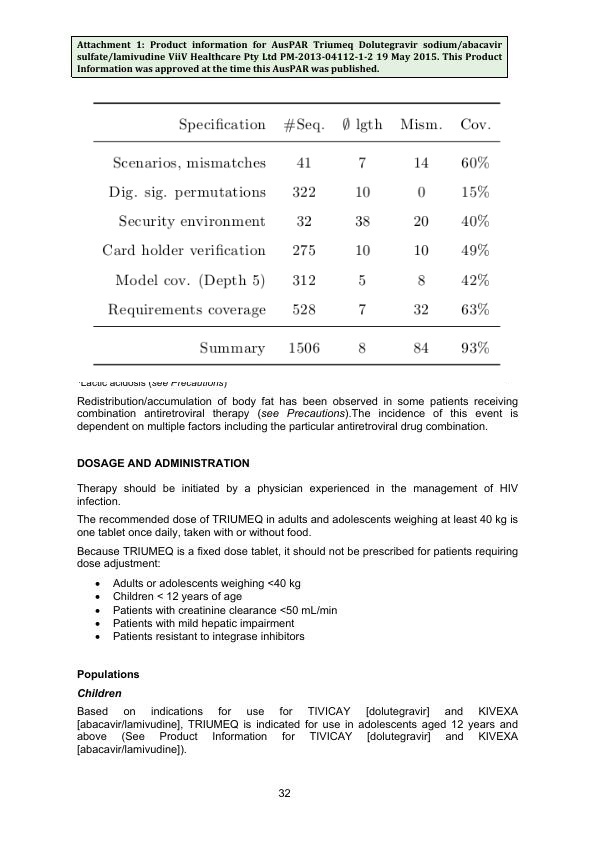 Attachment 1: Product information for AusPAR Triumeq Dolutegravir sodium/abacavir
sulfate/lamivudine ViiV Healthcare Pty Ltd PM-2013-04112-1-2 19 May 2015. This Product
Information was approved at the time this AusPAR was published.
Specification #Seq. ∅ lgth Mism. Cov.
Scenarios, mismatches 41 7 14 60%
Dig. sig. permutations 322 10 0 15%
Security environment 32 38 20 40%
Card holder verification 275 10 10 49%
Model cov. (Depth 5) 312 5 8 42%
Requirements coverage 528 7 32 63%
Summary 1506 8 84 93%
Lactic acidosis (see Precautions)
Redistribution/accumulation of body fat has been observed in some patients receiving
combination antiretroviral therapy (see Precautions).The incidence of this event is
dependent on multiple factors including the particular antiretroviral drug combination.
DOSAGE AND ADMINISTRATION
Therapy should be initiated by a physician experienced in the management of HIV
infection.
The recommended dose of TRIUMEQ in adults and adolescents weighing at least 40 kg is
one tablet once daily, taken with or without food.
Because TRIUMEQ is a fixed dose tablet, it should not be prescribed for patients requiring
dose adjustment:
• Adults or adolescents weighing <40 kg
• Children < 12 years of age
• Patients with creatinine clearance <50 mL/min
• Patients with mild hepatic impairment
• Patients resistant to integrase inhibitors
Populations
Children
Based on indications for use for TIVICAY [dolutegravir] and KIVEXA
[abacavir/lamivudine], TRIUMEQ is indicated for use in adolescents aged 12 years and
above (See Product Information for TIVICAY [dolutegravir] and KIVEXA
[abacavir/lamivudine]).
32